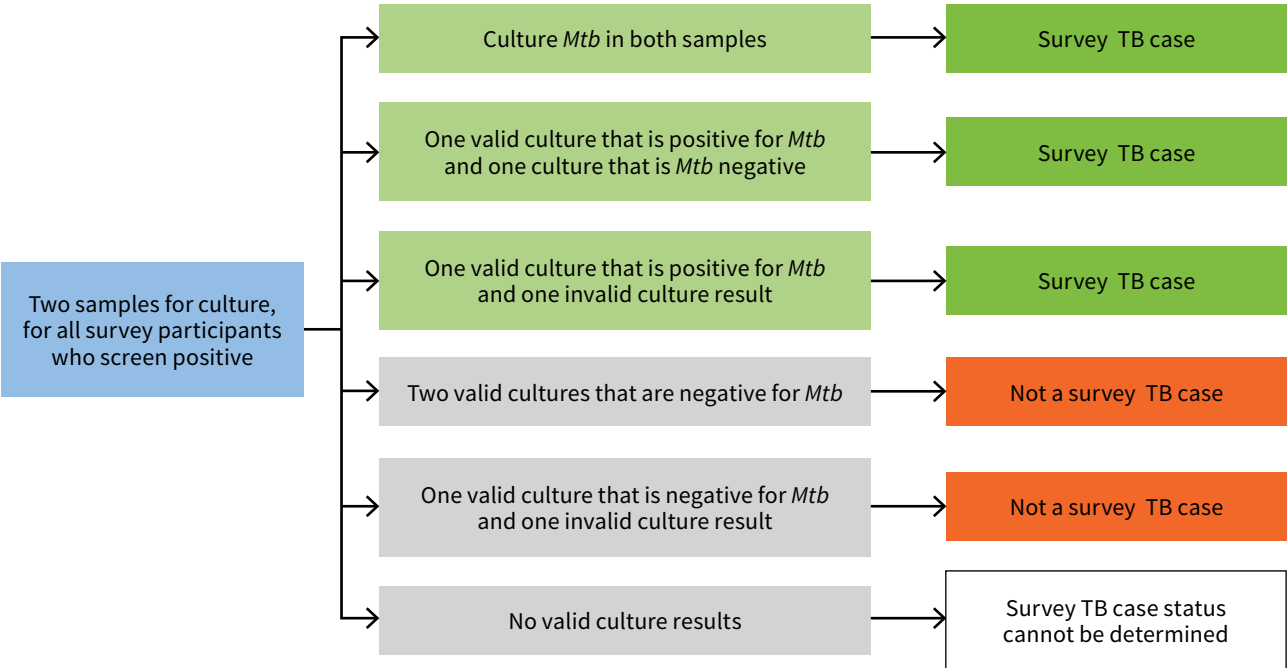 Two samples for culture,
for all survey participants
who screen positive
Culture Mtb in both samples
Survey TB case
One valid culture that is positive for Mtb
and one culture that is Mtb negative
Survey TB case
One valid culture that is positive for Mtb
and one invalid culture result
Survey TB case
Two valid cultures that are negative for Mtb
Not a survey TB case
One valid culture that is negative for Mtb
and one invalid culture result
Not a survey TB case
No valid culture results
Survey TB case status
cannot be determined